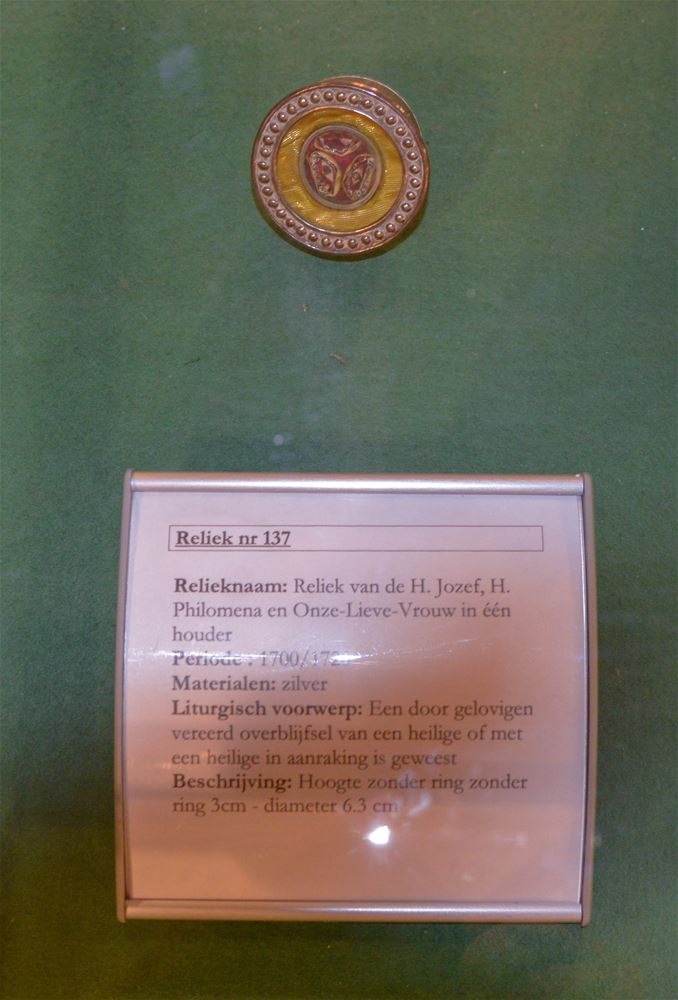 Reliek nr 137
Relieknaam: Reliek van de H. Jozef, H.
Philomena en Onze-Lieve-Vrouw in één
houder
Periode :
Materialen: zilver
Liturgisch voorwerp: Een door gelovigen
vereerd overblijfsel van een heilige of met
een heilige in aanraking is geweest
Beschrijving: Hoogte zonder ring zonder
ring 3cm - diameter 6.3 cm